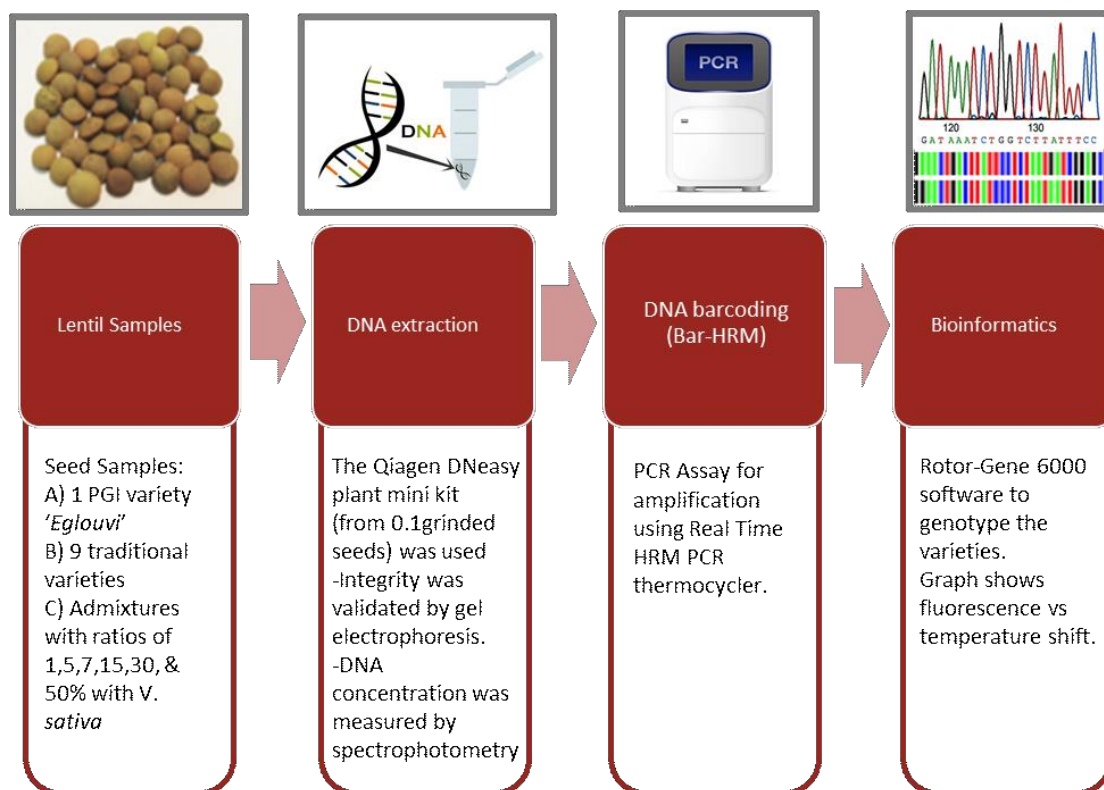 DNA
PCR
120 130
GATAAATCTGGTCTTATTTCC
Lentil Samples
DNA extraction
DNA barcoding
(Bar-HRM)
Bioinformatics
Seed Samples:
A) 1 PGI variety
'Eglouvi'
B) 9 traditional
varieties
C) Admixtures
with ratios of
1,5,7,15,30, &
50% with V.
sativa
The Qiagen DNeasy
plant mini kit
(from 0.1grinded
seeds) was used
-Integrity was
validated by gel
electrophoresis.
-DNA
concentration was
measured by
spectrophotometry
PCR Assay for
amplification
using Real Time
HRM PCR
thermocycler.
Rotor-Gene 6000
software to
genotype the
varieties.
Graph shows
fluorescence vs
temperature shift.